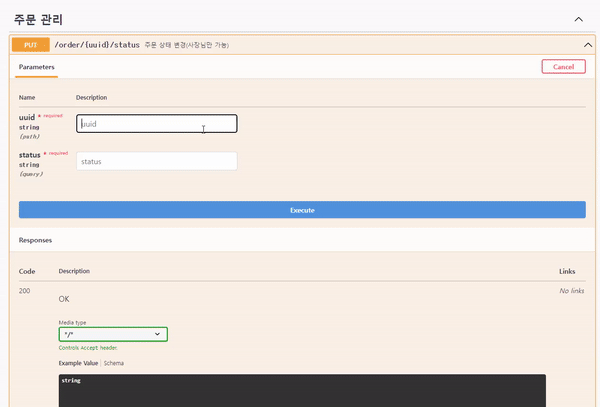 주문 관리
PUT /order/{uuid}/status 주문 상태 변경(사장님만 가능)
Parameters Cancel
Name Description
uuid * required
string
(path)
uuid
status * required
string
(query)
status
Execute
Responses
Code Description Links
200 OK No links
Media type
*/*
Controls Accept header.
Example Value | Schema
string